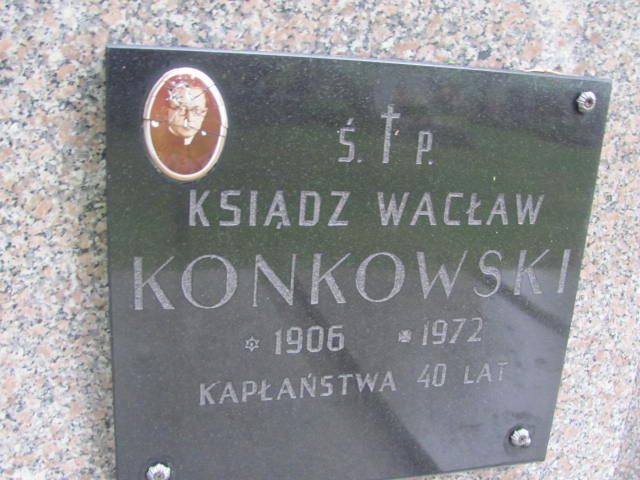 Ś. † P.
KSIĄDZ WACŁAW
KONKOWSKI
✡ 1906 ✠ 1972
KAPŁAŃSTWA 40 LAT